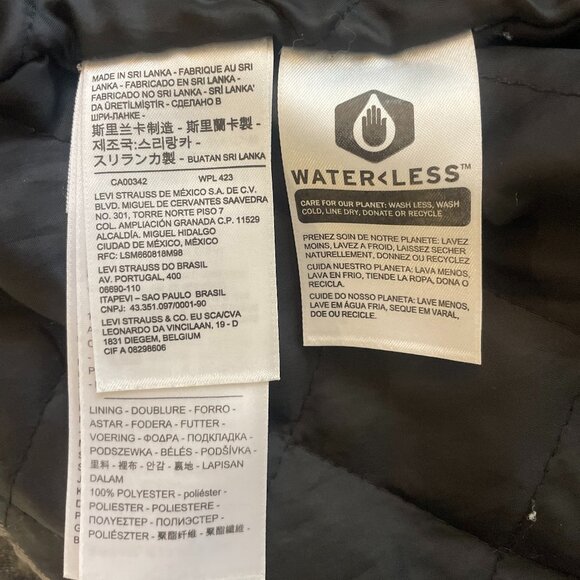 MADE IN SRI LANKA - FABRIQUE AU SRI
LANKA - FABRICADO EN SRI LANKA -
FABRICADO NO SRI LANKA - SRİ LANKA'
DA ÜRETİLMİŞTİR - СДЕЛАНО В
ШРИ-ЛАНКЕ -
斯里兰卡制造 - 斯里蘭卡製 -
제조국:스리랑카 -
スリランカ製 - BUATAN SRI LANKA
CA00342 WPL 423
LEVI STRAUSS DE MÉXICO S.A. DE C.V.
BLVD. MIGUEL DE CERVANTES SAAVEDRA
NO. 301, TORRE NORTE PISO 7
COL. AMPLIACIÓN GRANADA C.P. 11529
ALCALDÍA. MIGUEL HIDALGO
CIUDAD DE MÉXICO, MÉXICO
RFC: LSM860818M98
LEVI STRAUSS DO BRASIL
AV. PORTUGAL, 400
06690-110
ITAPEVI – SAO PAULO BRASIL
CNPJ: 43.351.097/0001-90
LEVI STRAUSS & CO. EU SCA/CVA
LEONARDO DA VINCILAAN, 19 - D
1831 DIEGEM, BELGIUM
CIF A 08298606
LINING - DOUBLURE - FORRO -
ASTAR - FODERA - FUTTER -
VOERING - ΦΟΔΡΑ - ПОДКЛАДКА -
PODSZEWKA - BÉLÉS - PODŠÍVKA -
里料 - 裡布 - 안감 - 裏地 - LAPISAN
DALAM
100% POLYESTER - poliéster -
POLIESTER - POLIESTERE -
ΠΟΛΥΕΣΤΕΡ - ПОЛИЭСТЕР -
POLIÉSZTER - 聚酯纤维 - 聚酯纖維 -
WATER<LESS™
CARE FOR OUR PLANET: WASH LESS, WASH
COLD, LINE DRY, DONATE OR RECYCLE
PRENEZ SOIN DE NOTRE PLANETE: LAVEZ
MOINS, LAVEZ A FROID, LAISSEZ SECHER
NATURELLEMENT, DONNEZ OU RECYCLEZ
CUIDA NUESTRO PLANETA: LAVA MENOS,
LAVA EN FRIO, TIENDE LA ROPA, DONA O
RECICLA.
CUIDE DO NOSSO PLANETA: LAVE MENOS,
LAVE EM ÁGUA FRIA, SEQUE EM VARAL,
DOE OU RECICLE.